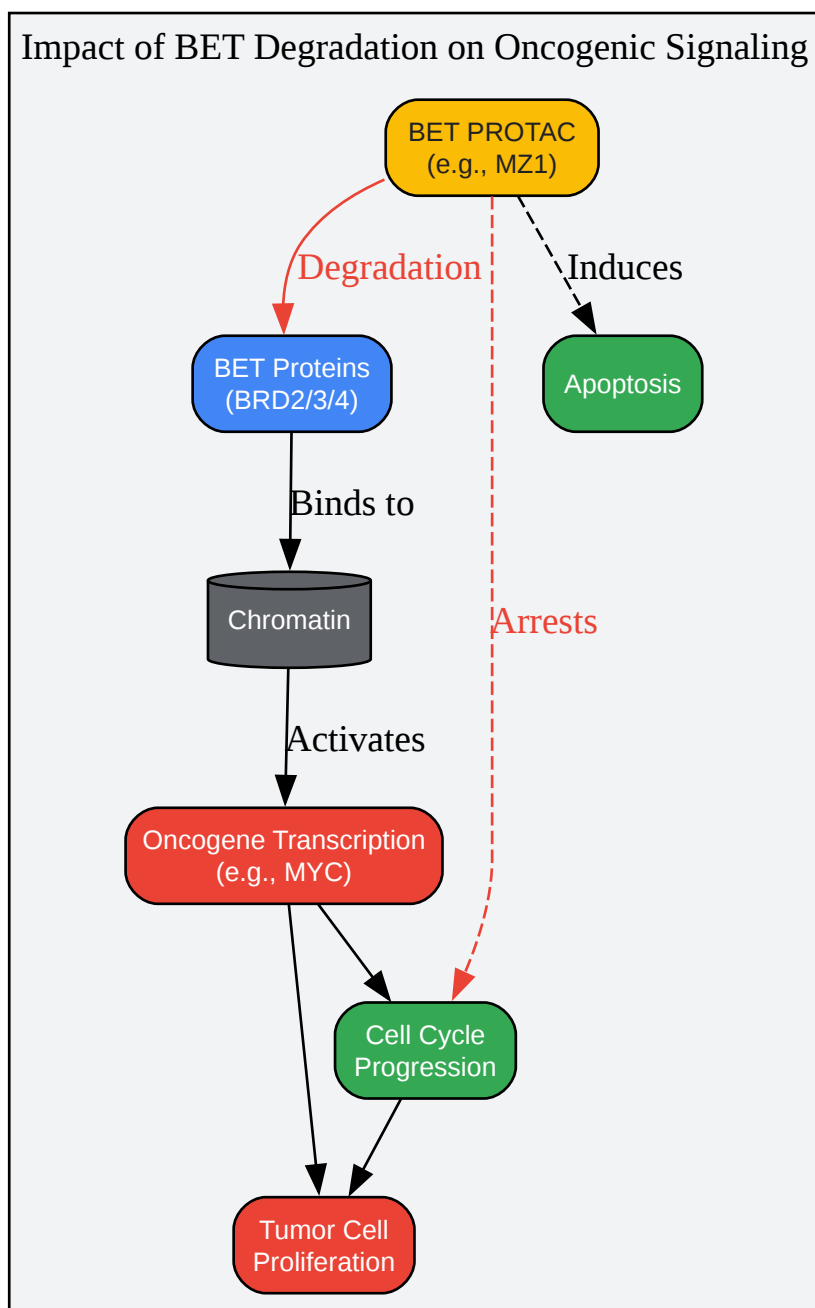 Impact of BET Degradation on Oncogenic Signaling
BET PROTAC
(e.g., MZ1)
Degradation
Induces
BET Proteins
(BRD2/3/4)
Apoptosis
Binds to
Chromatin
Arrests
Activates
Oncogene Transcription
(e.g., MYC)
Cell Cycle
Progression
Tumor Cell
Proliferation